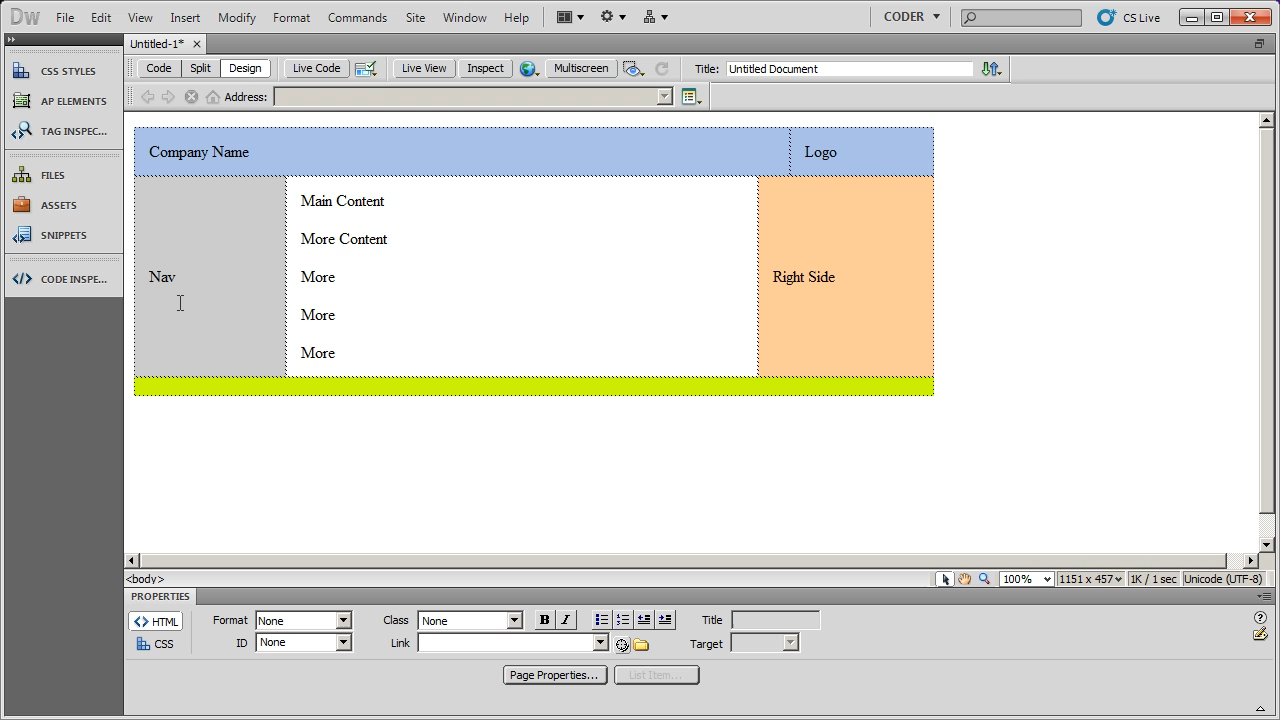 Dw File Edit View Insert Modify Format Commands Site Window Help CODER CS Live
Untitled-1*
Code Split Design Live Code Live View Inspect Multiscreen Title: Untitled Document
Address:
CSS STYLES
AP ELEMENTS
TAG INSPEC...
FILES
ASSETS
SNIPPETS
CODE INSPE...
Company Name Logo
Main Content
More Content
Nav More Right Side
More
More
<body> 100% 1151 x 457 1K / 1 sec Unicode (UTF-8)
PROPERTIES
HTML Format None Class None B I Title
CSS ID None Link Target
Page Properties... List Item...